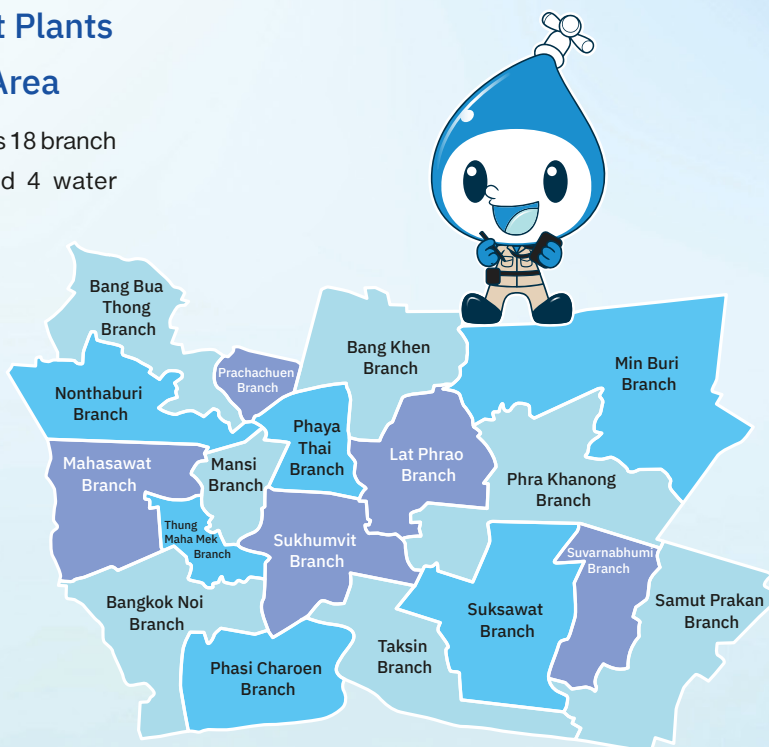 t Plants
Area
s 18 branch
d 4 water
Bang Bua
Thong
Branch
Bang Khen
Branch
Min Buri
Branch
Prachachuen
Branch
Nonthaburi
Branch
Phaya
Thai
Branch
Lat Phrao
Branch
Mahasawat
Branch
Mansi
Branch
Phra Khanong
Branch
Thung
Maha Mek
Branch
Sukhumvit
Branch
Suvarnabhumi
Branch
Bangkok Noi
Branch
Suksawat
Branch
Samut Prakan
Branch
Taksin
Branch
Phasi Charoen
Branch